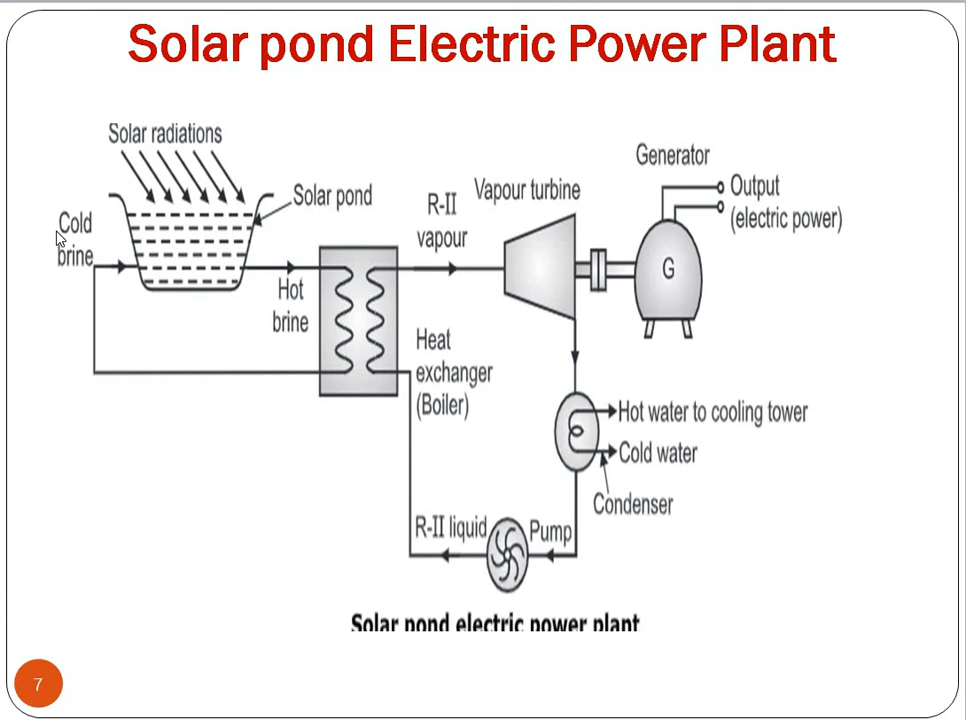 Solar pond Electric Power Plant
Solar radiations
Solar pond
Cold
brine
Hot
brine
R-II
vapour
Vapour turbine
Generator
Output
(electric power)
G
Heat
exchanger
(Boiler)
Hot water to cooling tower
Cold water
Condenser
R-II liquid
Pump
Solar pond electric power plant
7